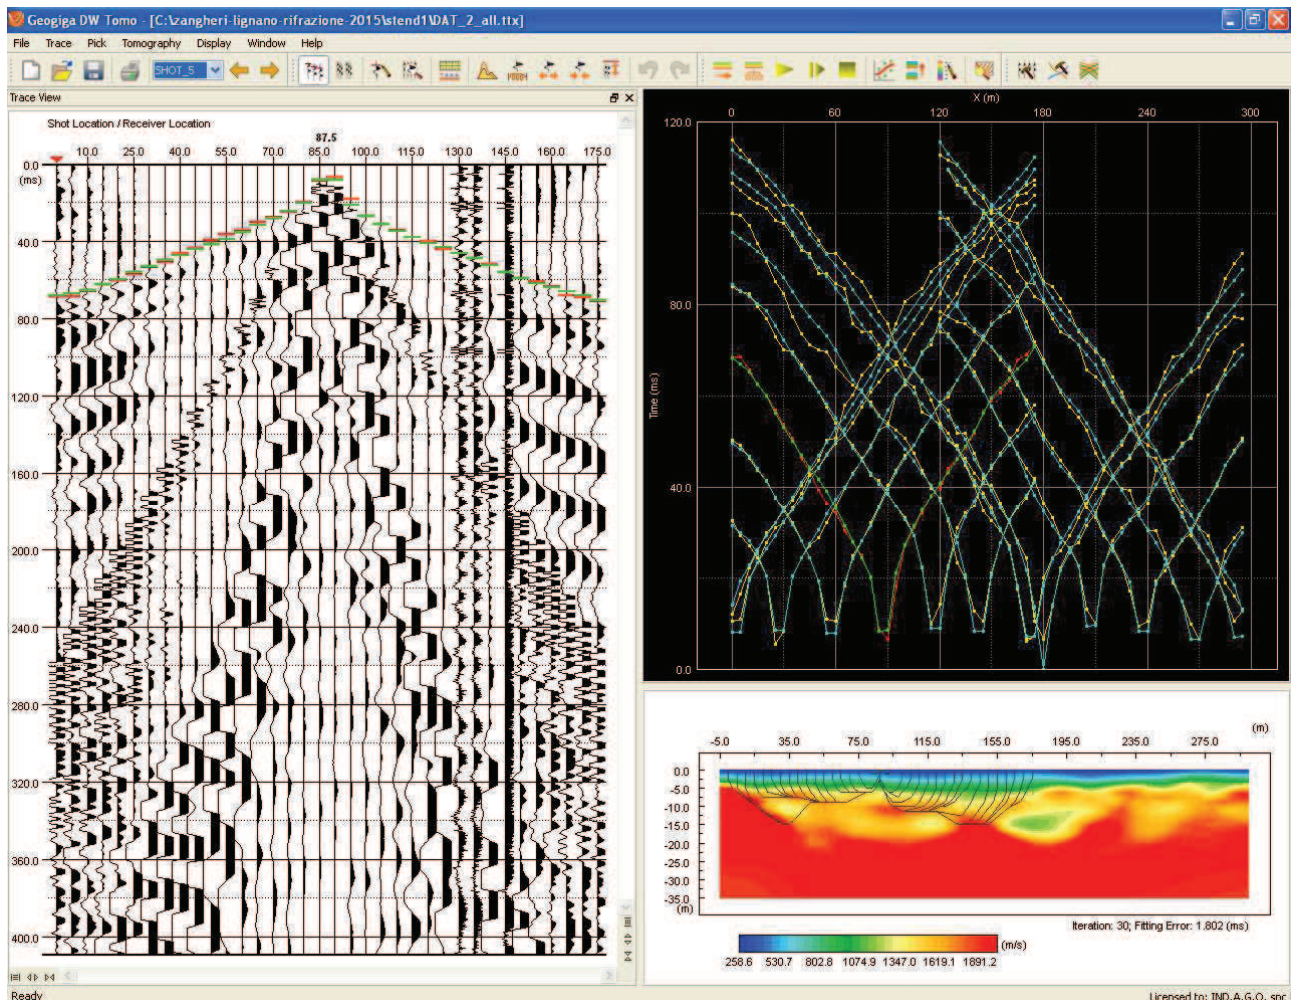 Geogiga DW Tomo - [C:\zangheri-lignano-rifrazione-2015\stend1\DAT_2_all.ttx]
File Trace Pick Tomography Display Window Help
SHOT_5
Trace View
Shot Location / Receiver Location
87.5
10.0 25.0 40.0 55.0 70.0 85.0 100.0 115.0 130.0 145.0 160.0 175.0
0.0
(ms)
40.0
80.0
120.0
160.0
200.0
240.0
280.0
320.0
360.0
400.0
X (m)
0 60 120 180 240 300
120.0
80.0
Time (ms)
40.0
0.0
(m)
-5.0 35.0 75.0 115.0 155.0 195.0 235.0 275.0
0.0
-5.0
-10.0
-15.0
-20.0
-25.0
-30.0
-35.0
(m)
Iteration: 30; Fitting Error: 1.802 (ms)
(m/s)
258.6 530.7 802.8 1074.9 1347.0 1619.1 1891.2
Ready
Licensed to: IND.A.G.O. snc